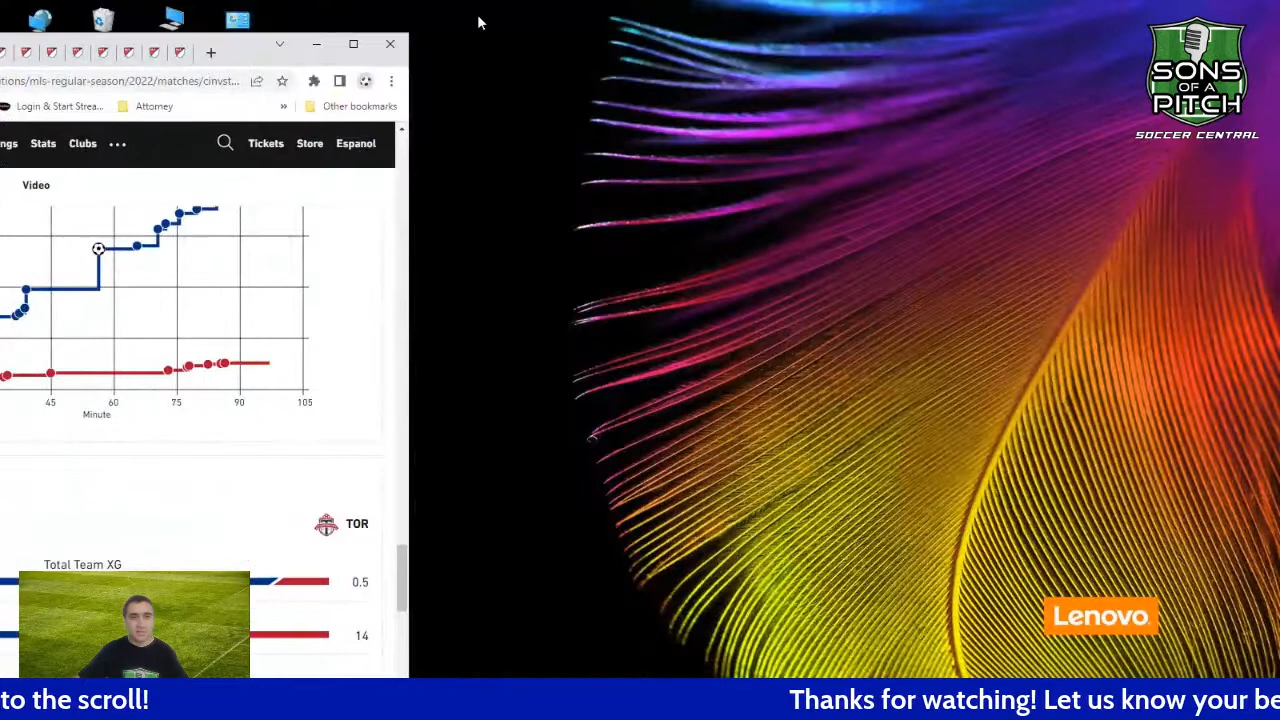 tions/mls-regular-season/2022/matches/cinvst...
Login & Start Strea...
Attorney
»
Other bookmarks
ngs
Stats
Clubs
Tickets
Store
Espanol
Video
45
60
75
90
105
Minute
TOR
Total Team XG
0.5
14
SONS
OF A
PITCH
SOCCER CENTRAL
Lenovo.
to the scroll!
Thanks for watching! Let us know your be